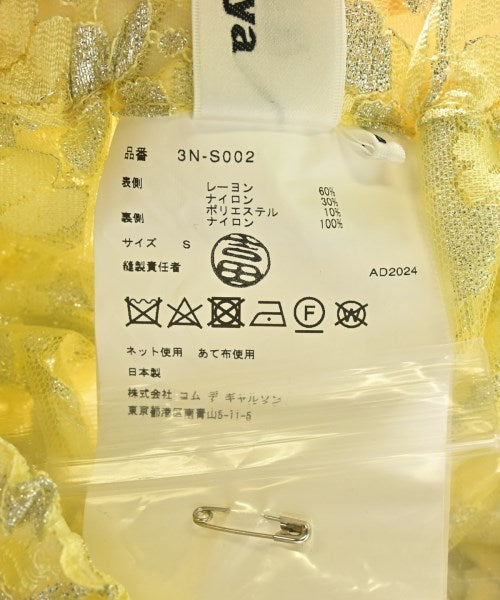 ya
品番 3N-S002
表側 レーヨン 60%
ナイロン 30%
ポリエステル 10%
裏側 ナイロン 100%
サイズ S
縫製責任者
AD2024
F W
ネット使用 あて布使用
日本製
株式会社 コム デ ギャルソン
東京都港区南青山5-11-5